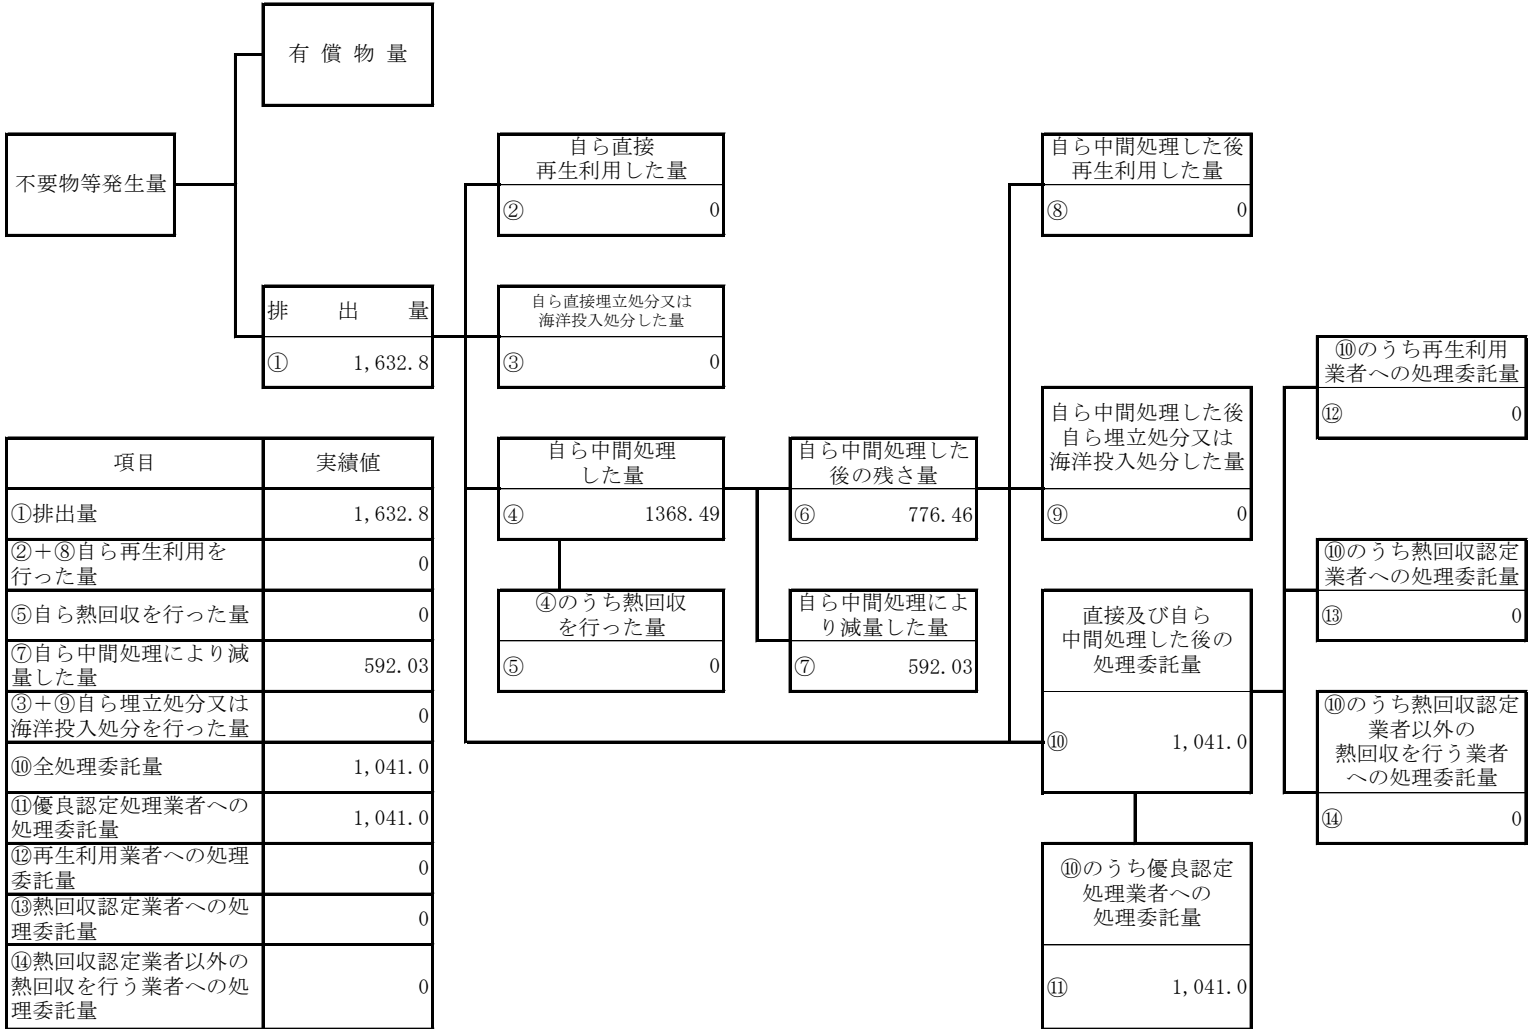 有 償 物 量
不要物等発生量
自ら直接
再生利用した量
② 0
自ら中間処理した後
再生利用した量
⑧ 0
排 出 量
① 1,632.8
自ら直接埋立処分又は
海洋投入処分した量
③ 0
⑩のうち再生利用
業者への処理委託量
⑫ 0
自ら中間処理
した量
④ 1368.49
自ら中間処理した
後の残さ量
⑥ 776.46
自ら中間処理した後
自ら埋立処分又は
海洋投入処分した量
⑨ 0
④のうち熱回収
を行った量
⑤ 0
自ら中間処理によ
り減量した量
⑦ 592.03
直接及び自ら
中間処理した後の
処理委託量
⑩ 1,041.0
⑩のうち熱回収認定
業者への処理委託量
⑬ 0
⑩のうち熱回収認定
業者以外の
熱回収を行う業者
への処理委託量
⑭ 0
⑩のうち優良認定
処理業者への
処理委託量
⑪ 1,041.0
項目 実績値
①排出量 1,632.8
②＋⑧自ら再生利用を
行った量 0
⑤自ら熱回収を行った量 0
⑦自ら中間処理により減
量した量 592.03
③＋⑨自ら埋立処分又は
海洋投入処分を行った量 0
⑩全処理委託量 1,041.0
⑪優良認定処理業者への
処理委託量 1,041.0
⑫再生利用業者への処理
委託量 0
⑬熱回収認定業者への処
理委託量 0
⑭熱回収認定業者以外の
熱回収を行う業者への処
理委託量 0